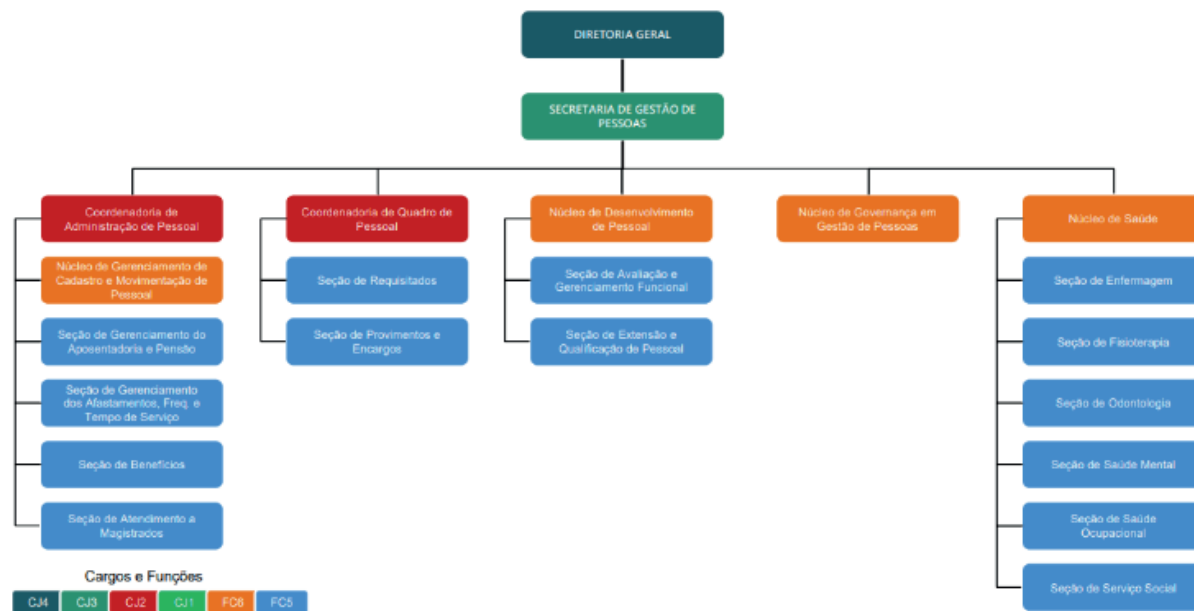 DIRETORIA GERAL
SECRETARIA DE GESTÃO DE
PESSOAS
Coordenadoria de
Administração de Pessoal
Núcleo de Gerenciamento de
Cadastro e Movimentação de
Pessoal
Seção de Gerenciamento do
Aposentadoria e Pensão
Seção de Gerenciamento
dos Afastamentos, Freq. e
Tempo de Serviço
Seção de Benefícios
Seção de Atendimento a
Magistrados
Coordenadoria de Quadro de
Pessoal
Seção de Requisitados
Seção de Provimentos e
Encargos
Núcleo de Desenvolvimento
de Pessoal
Seção de Avaliação e
Gerenciamento Funcional
Seção de Extensão e
Qualificação de Pessoal
Núcleo de Governança em
Gestão de Pessoas
Núcleo de Saúde
Seção de Enfermagem
Seção de Fisioterapia
Seção de Odontologia
Seção de Saúde Mental
Seção de Saúde
Ocupacional
Seção de Serviço Social
Cargos e Funções
CJ4 CJ3 CJ2 CJ1 FC6 FC5